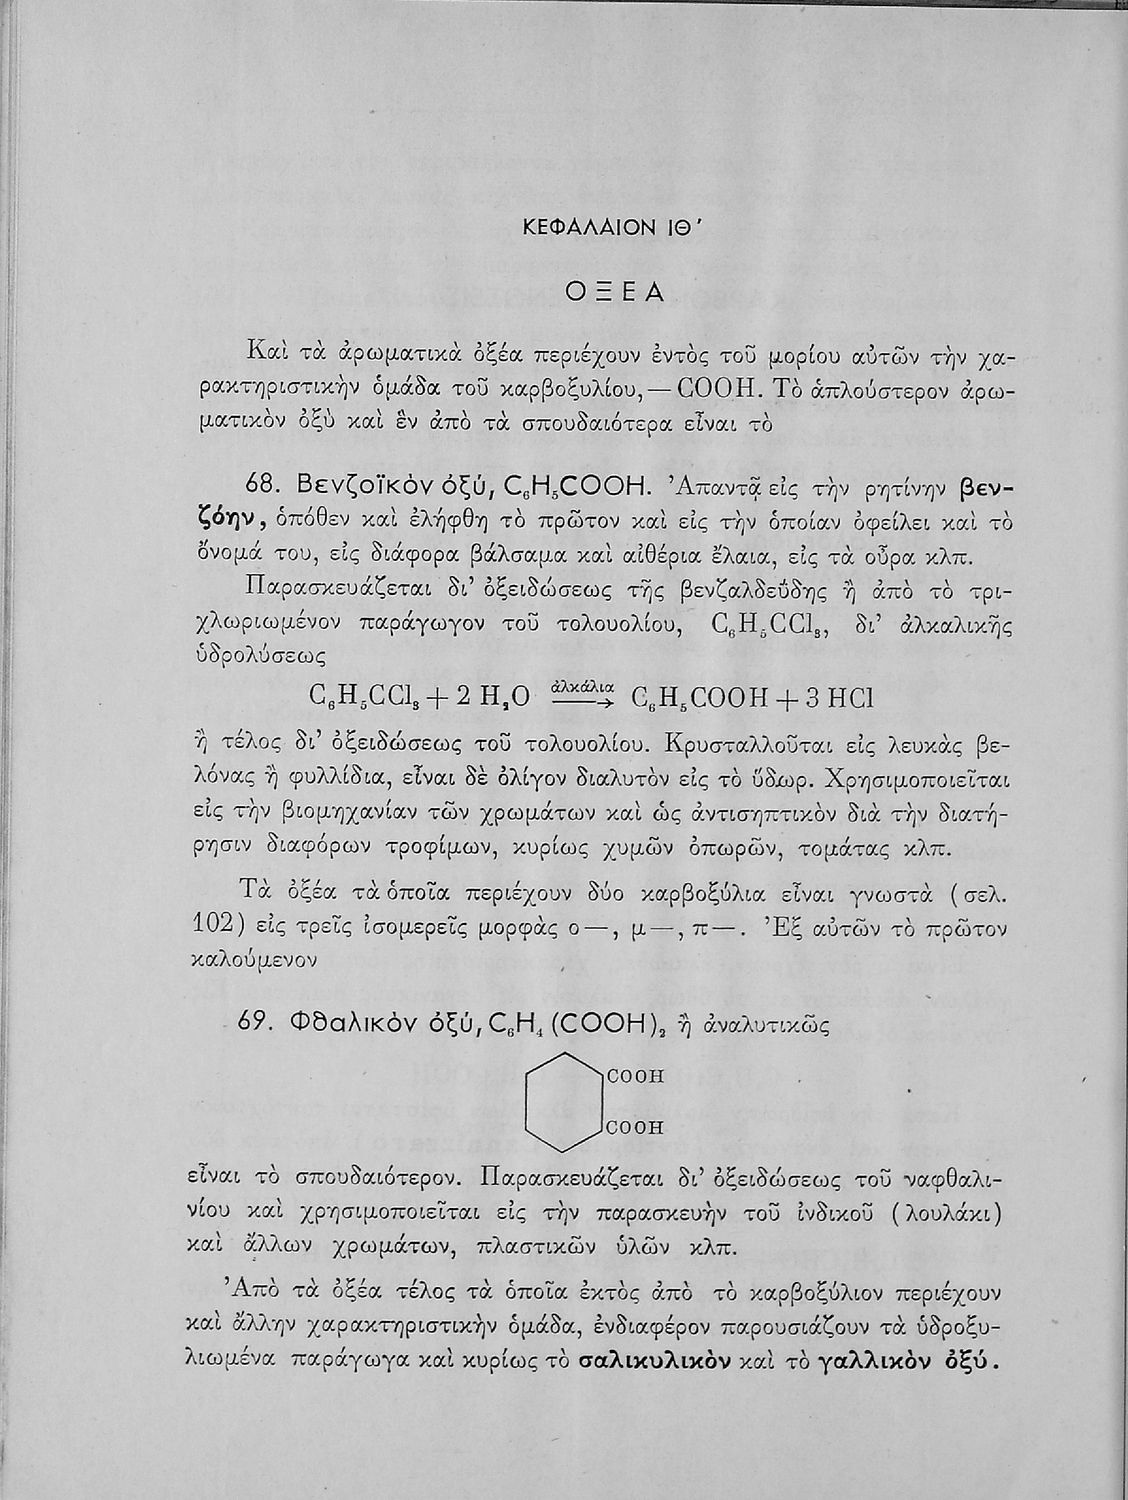 ΚΕΦΑΛΑΙΟΝ ΙΘ'
ΟΞΕΑ
Καὶ τὰ ἀρωματικὰ ὀξέα περιέχουν ἐντὸς τοῦ μορίου αὐτῶν τὴν χα-
ρακτηριστικὴν ὁμάδα τοῦ καρβοξυλίου, — COOH. Τὸ ἁπλούστερον ἀρω-
ματικὸν ὀξὺ καὶ ἓν ἀπὸ τὰ σπουδαιότερα εἶναι τὸ
68. Βενζοϊκὸν ὀξύ, C₆H₅COOH. Ἀπαντᾷ εἰς τὴν ρητίνην βεν-
ζόην, ὁπόθεν καὶ ἐλήφθη τὸ πρῶτον καὶ εἰς τὴν ὁποίαν ὀφείλει καὶ τὸ
ὄνομά του, εἰς διάφορα βάλσαμα καὶ αἰθέρια ἔλαια, εἰς τὰ οὖρα κλπ.
Παρασκευάζεται δι' ὀξειδώσεως τῆς βενζαλδεΰδης ἢ ἀπὸ τὸ τρι-
χλωριωμένον παράγωγον τοῦ τολουολίου, C₆H₅CCl₃, δι' ἀλκαλικῆς
ὑδρολύσεως
C₆H₅CCl₃ + 2 H₂O ἀλκάλια ⟶ C₆H₅COOH + 3 HCl
ἢ τέλος δι' ὀξειδώσεως τοῦ τολουολίου. Κρυσταλλοῦται εἰς λευκὰς βε-
λόνας ἢ φυλλίδια, εἶναι δὲ ὀλίγον διαλυτὸν εἰς τὸ ὕδωρ. Χρησιμοποιεῖται
εἰς τὴν βιομηχανίαν τῶν χρωμάτων καὶ ὡς ἀντισηπτικὸν διὰ τὴν διατή-
ρησιν διαφόρων τροφίμων, κυρίως χυμῶν ὀπωρῶν, τομάτας κλπ.
Τὰ ὀξέα τὰ ὁποῖα περιέχουν δύο καρβοξύλια εἶναι γνωστὰ (σελ.
102) εἰς τρεῖς ἰσομερεῖς μορφὰς ο—, μ—, π—. Ἐξ αὐτῶν τὸ πρῶτον
καλούμενον
69. Φθαλικὸν ὀξύ, C₆H₄ (COOH)₂ ἢ ἀναλυτικῶς
COOH
COOH
εἶναι τὸ σπουδαιότερον. Παρασκευάζεται δι' ὀξειδώσεως τοῦ ναφθαλι-
νίου καὶ χρησιμοποιεῖται εἰς τὴν παρασκευὴν τοῦ ἰνδικοῦ (λουλάκι)
καὶ ἄλλων χρωμάτων, πλαστικῶν ὑλῶν κλπ.
Ἀπὸ τὰ ὀξέα τέλος τὰ ὁποῖα ἐκτὸς ἀπὸ τὸ καρβοξύλιον περιέχουν
καὶ ἄλλην χαρακτηριστικὴν ὁμάδα, ἐνδιαφέρον παρουσιάζουν τὰ ὑδροξυ-
λιωμένα παράγωγα καὶ κυρίως τὸ σαλικυλικὸν καὶ τὸ γαλλικὸν ὀξύ.